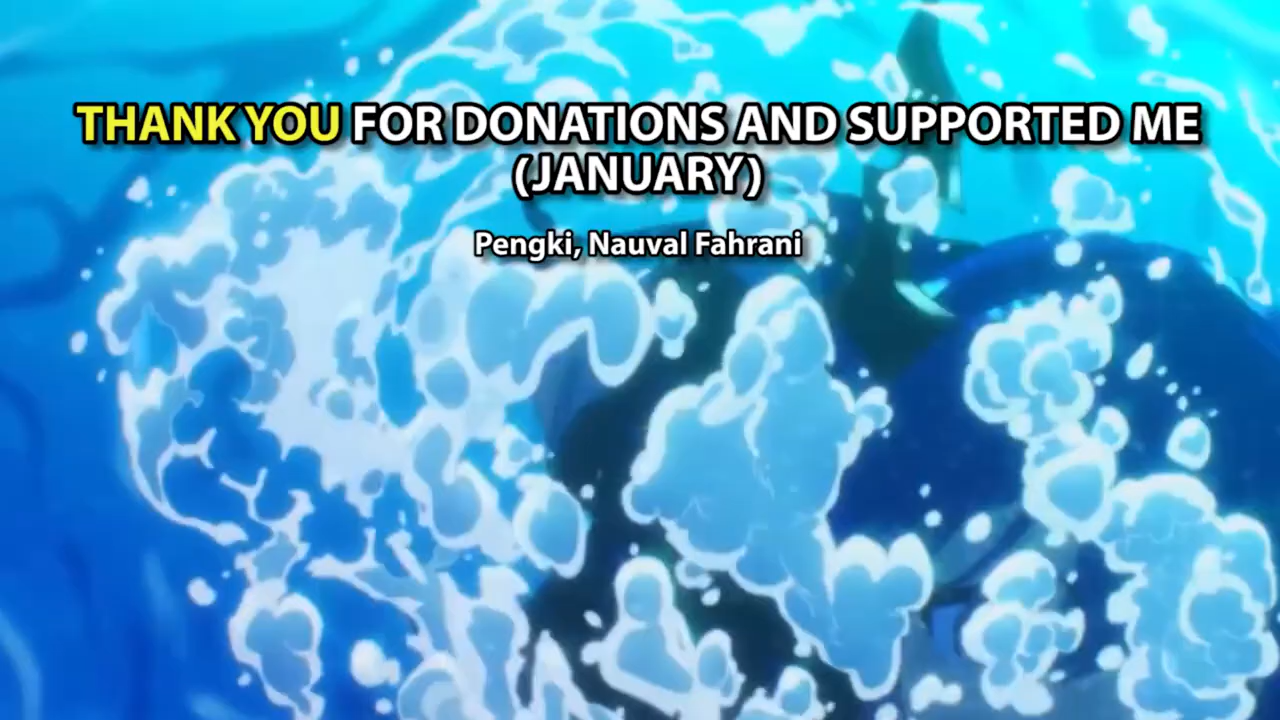 THANK YOU FOR DONATIONS AND SUPPORTED ME
(JANUARY)
Pengki, Nauval Fahrani